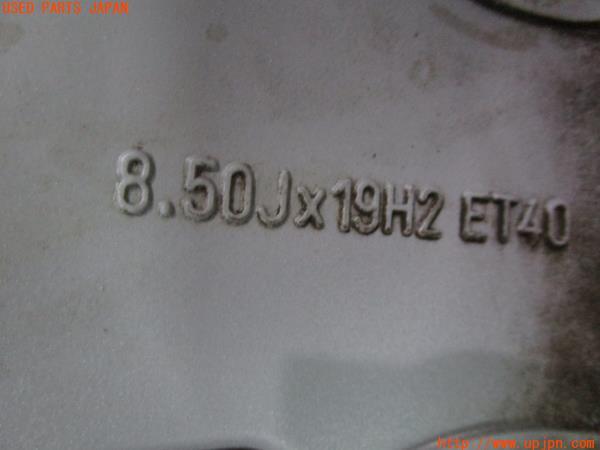 USED PARTS JAPAN
8.50Jx19H2 ET40
http://www.upjpn.com